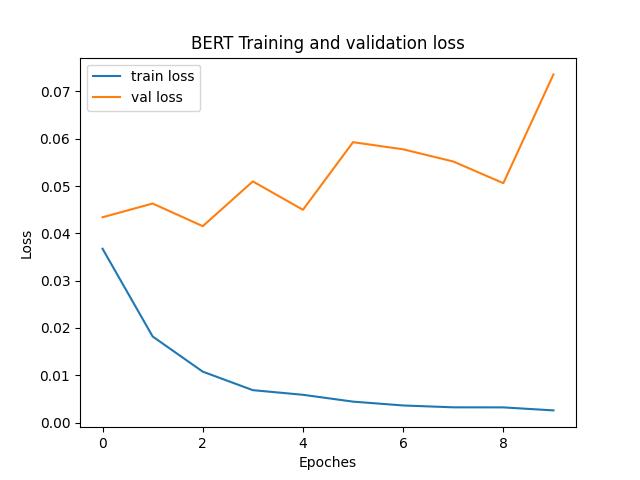 BERT Training and validation loss
train loss
val loss
0.07
0.06
0.05
0.04
0.03
0.02
0.01
0.00
Loss
0 2 4 6 8
Epoches